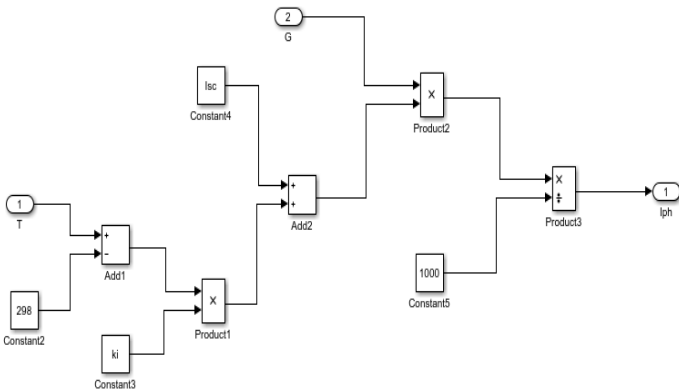 2
G
Isc
Constant4
×
Product2
1
T
+
−
Add1
+
+
Add2
×
÷
Product3
1
Iph
298
Constant2
×
Product1
1000
Constant5
ki
Constant3